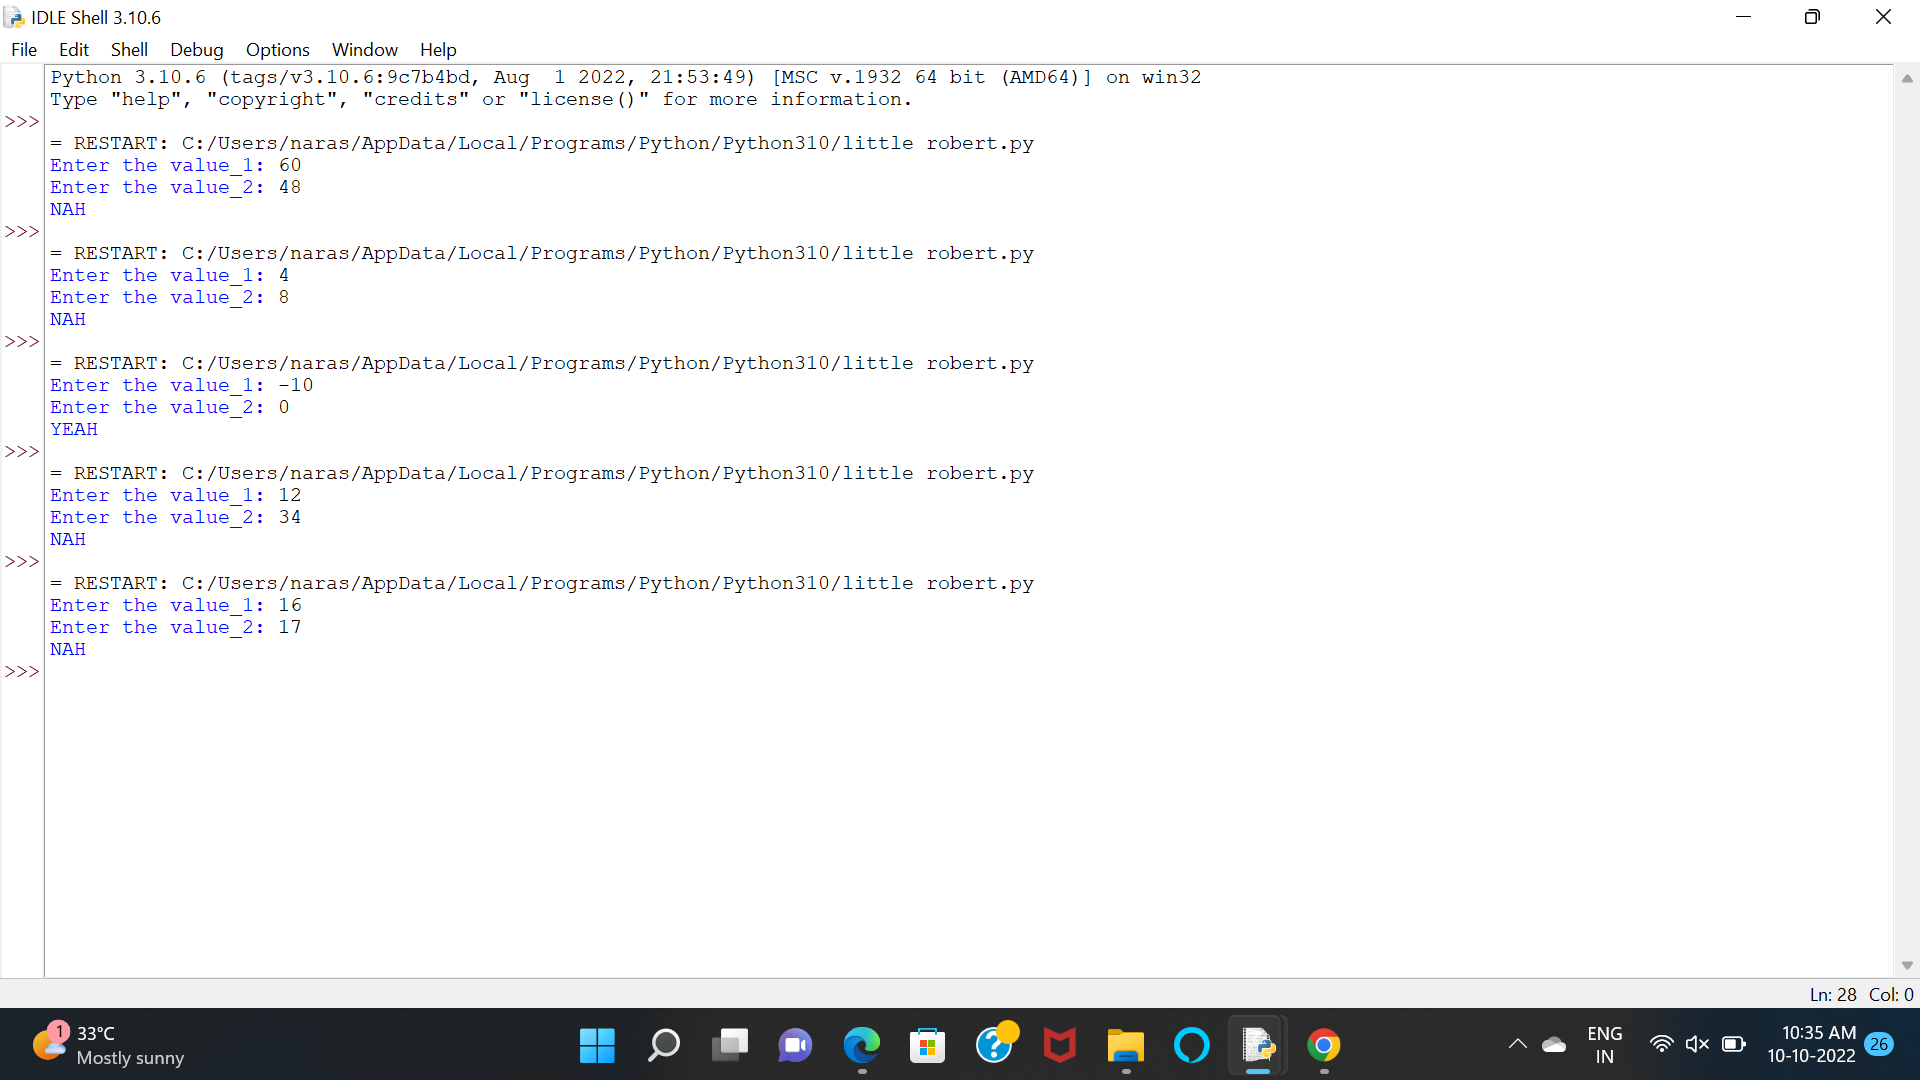 IDLE Shell 3.10.6
File Edit Shell Debug Options Window Help
Python 3.10.6 (tags/v3.10.6:9c7b4bd, Aug  1 2022, 21:53:49) [MSC v.1932 64 bit (AMD64)] on win32
Type "help", "copyright", "credits" or "license()" for more information.
>>>
= RESTART: C:/Users/naras/AppData/Local/Programs/Python/Python310/little robert.py
Enter the value_1: 60
Enter the value_2: 48
NAH
>>>
= RESTART: C:/Users/naras/AppData/Local/Programs/Python/Python310/little robert.py
Enter the value_1: 4
Enter the value_2: 8
NAH
>>>
= RESTART: C:/Users/naras/AppData/Local/Programs/Python/Python310/little robert.py
Enter the value_1: -10
Enter the value_2: 0
YEAH
>>>
= RESTART: C:/Users/naras/AppData/Local/Programs/Python/Python310/little robert.py
Enter the value_1: 12
Enter the value_2: 34
NAH
>>>
= RESTART: C:/Users/naras/AppData/Local/Programs/Python/Python310/little robert.py
Enter the value_1: 16
Enter the value_2: 17
NAH
>>>
Ln: 28 Col: 0
1 33°C
Mostly sunny
ENG
IN
10:35 AM
10-10-2022
26